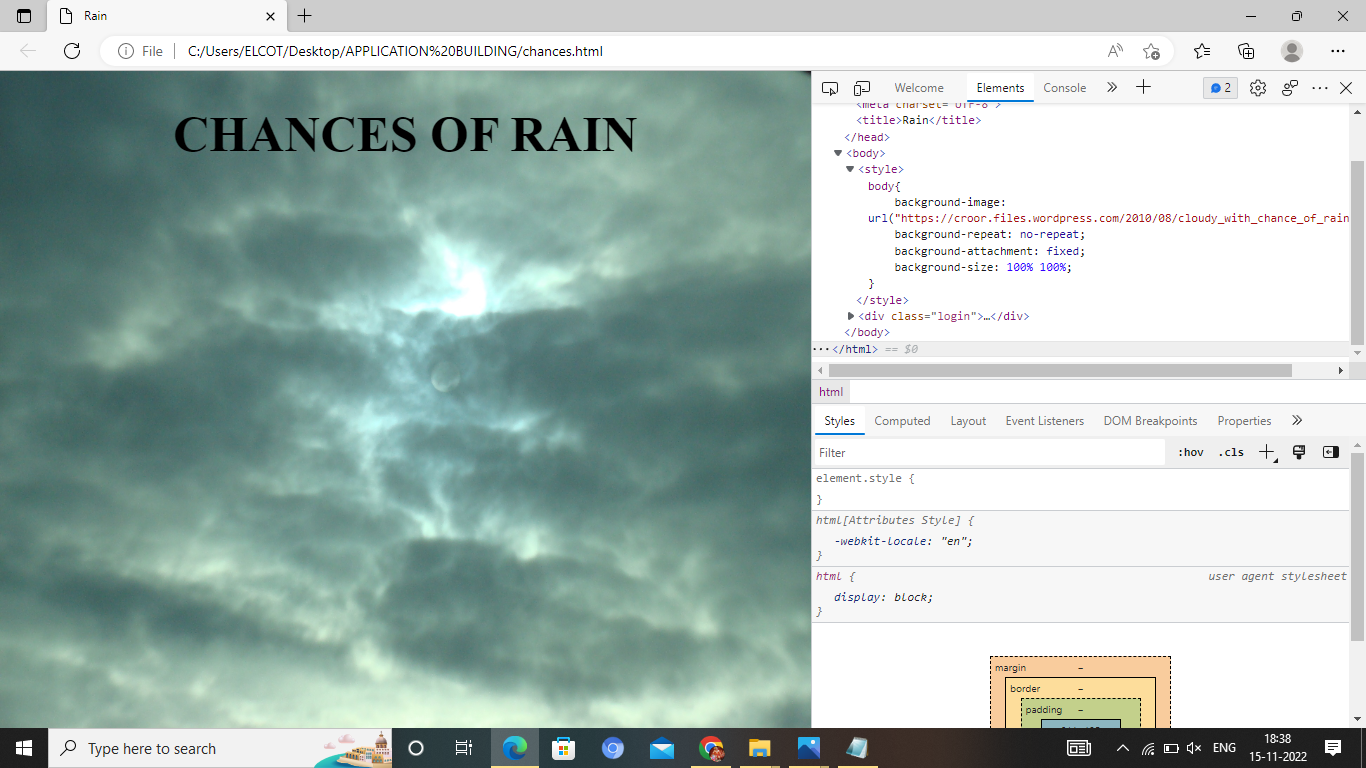 Rain
File
C:/Users/ELCOT/Desktop/APPLICATION%20BUILDING/chances.html
CHANCES OF RAIN
Welcome
Elements
Console
2
<meta charset="UTF-8">
<title>Rain</title>
</head>
<body>
<style>
body{
background-image:
url("https://croor.files.wordpress.com/2010/08/cloudy_with_chance_of_rain
background-repeat: no-repeat;
background-attachment: fixed;
background-size: 100% 100%;
}
</style>
<div class="login">…</div>
</body>
</html> == $0
html
Styles
Computed
Layout
Event Listeners
DOM Breakpoints
Properties
Filter
:hov
.cls
element.style {
}
html[Attributes Style] {
-webkit-locale: "en";
}
html {
user agent stylesheet
display: block;
}
margin
border
padding
Type here to search
ENG
18:38
15-11-2022